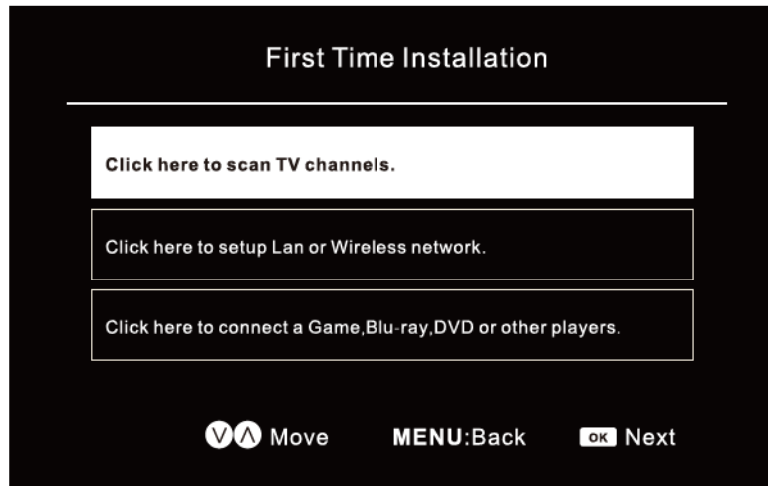 First Time Installation
Click here to scan TV channels.
Click here to setup Lan or Wireless network.
Click here to connect a Game,Blu-ray,DVD or other players.
Move MENU:Back OK Next